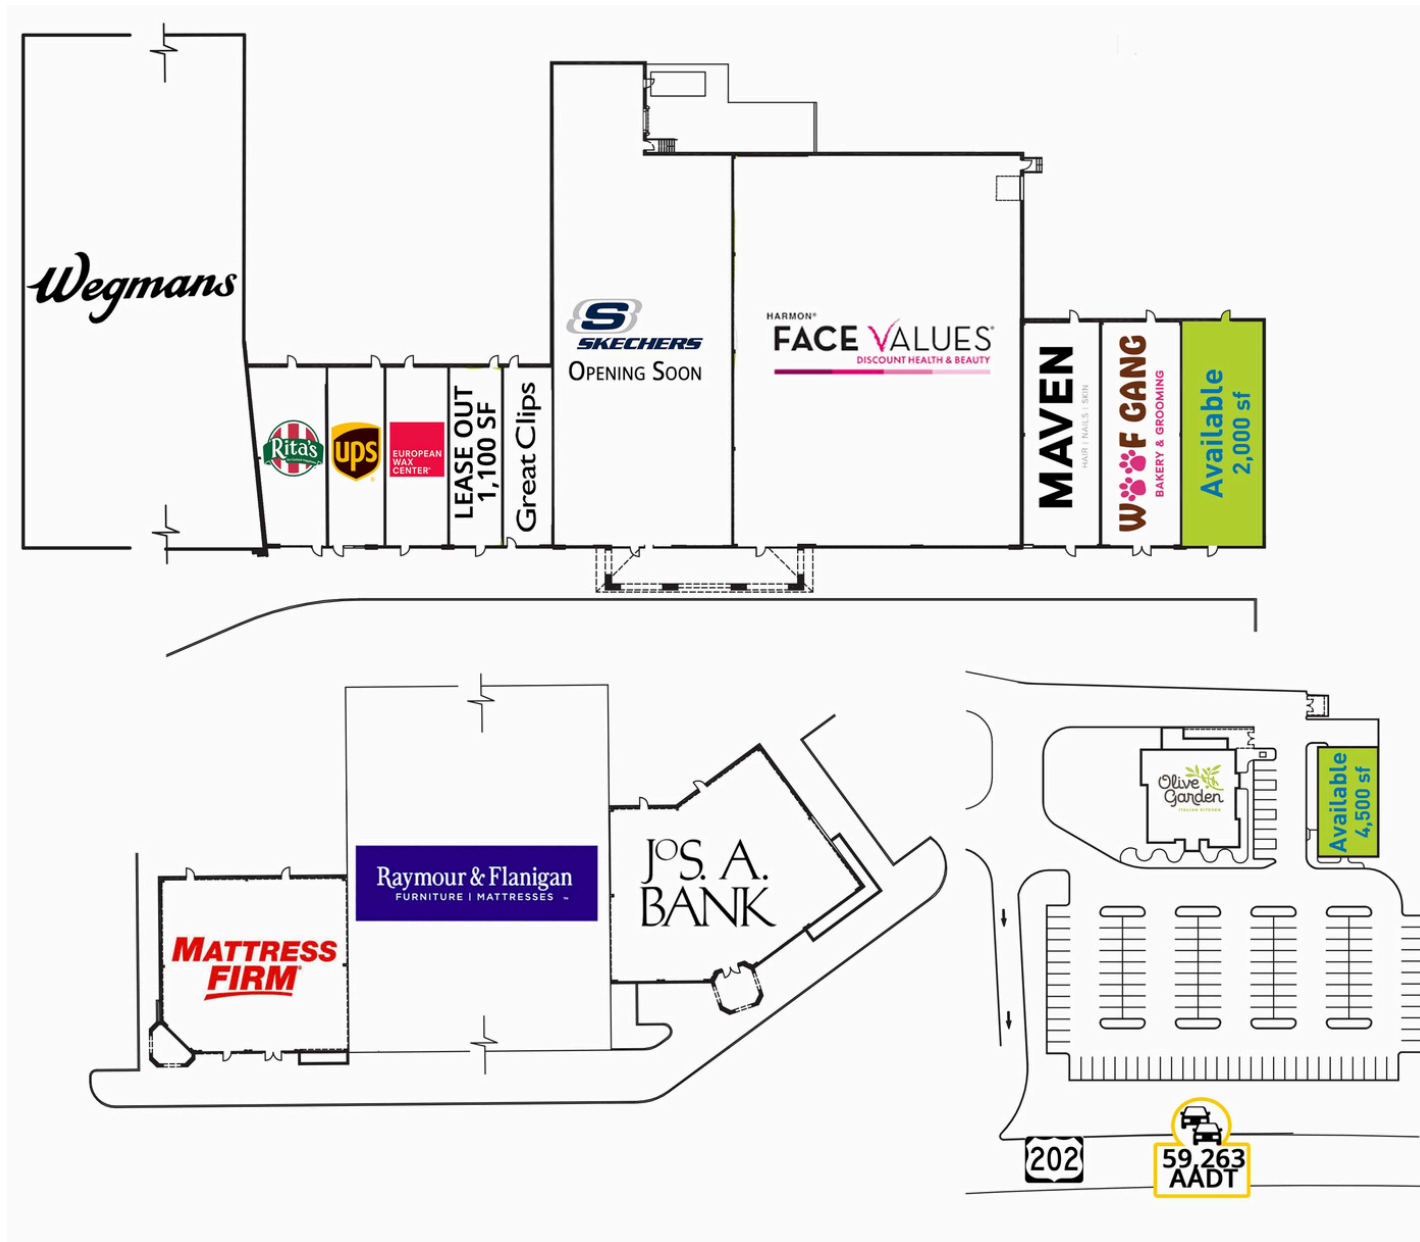 Wegmans
Rita's
ups
EUROPEAN
WAX
CENTER
LEASE OUT
1,100 SF
Great Clips
S
SKECHERS
OPENING SOON
HARMON®
FACE VALUES®
DISCOUNT HEALTH & BEAUTY
MAVEN
HAIR | NAILS | SKIN
WOOF GANG
BAKERY & GROOMING
Available
2,000 sf
Raymour & Flanigan
FURNITURE | MATTRESSES
MATTRESS
FIRM
JOS. A.
BANK
Olive
Garden
ITALIAN KITCHEN
Available
4,500 sf
202
59,263
AADT